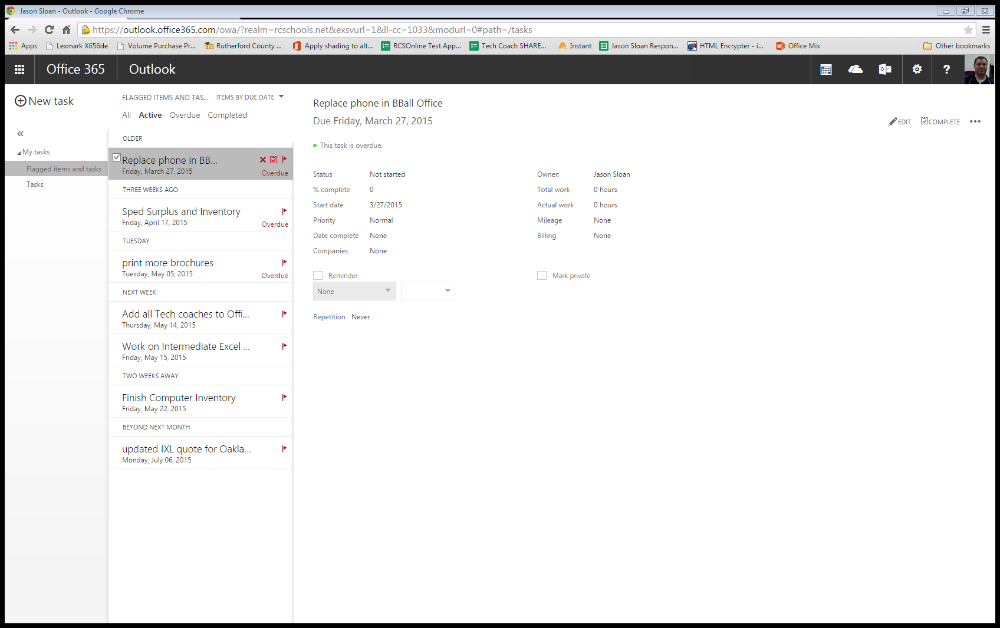 Jason Sloan - Outlook - Google Chrome
https://outlook.office365.com/owa/?realm=rcschools.net&exsvurl=1&ll-cc=1033&modurl=0#path=/tasks
Apps Lexmark X656de Volume Purchase Pr... Rutherford County ... Apply shading to alt... RCSOnline Test App... Tech Coach SHARE... Instant Jason Sloan Respon... HTML Encrypter - i... Office Mix Other bookmarks
Office 365 Outlook ?
New task
«
My tasks
Flagged items and tasks
Tasks
FLAGGED ITEMS AND TAS... ITEMS BY DUE DATE
All Active Overdue Completed
OLDER
Replace phone in BB...
Friday, March 27, 2015 Overdue
THREE WEEKS AGO
Sped Surplus and Inventory
Friday, April 17, 2015 Overdue
TUESDAY
print more brochures
Tuesday, May 05, 2015 Overdue
NEXT WEEK
Add all Tech coaches to Offi...
Thursday, May 14, 2015
Work on Intermediate Excel ...
Friday, May 15, 2015
TWO WEEKS AWAY
Finish Computer Inventory
Friday, May 22, 2015
BEYOND NEXT MONTH
updated IXL quote for Oakla...
Monday, July 06, 2015
Replace phone in BBall Office
Due Friday, March 27, 2015
EDIT COMPLETE •••
This task is overdue.
Status Not started
% complete 0
Start date 3/27/2015
Priority Normal
Date complete None
Companies None
Owner: Jason Sloan
Total work 0 hours
Actual work 0 hours
Mileage None
Billing None
Reminder
None
Mark private
Repetition Never